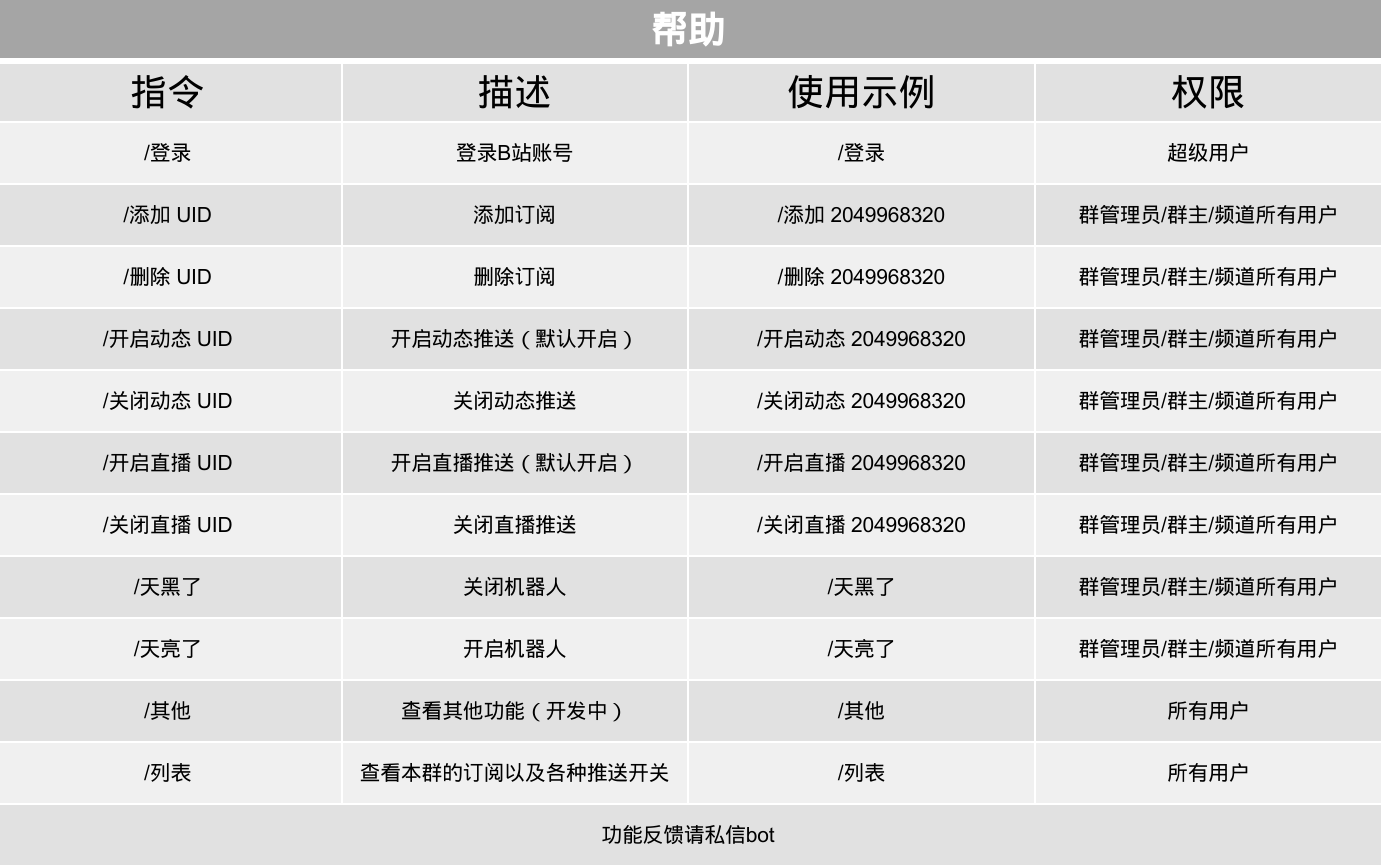 帮助
指令 描述 使用示例 权限
/登录 登录B站账号 /登录 超级用户
/添加 UID 添加订阅 /添加 2049968320 群管理员/群主/频道所有用户
/删除 UID 删除订阅 /删除 2049968320 群管理员/群主/频道所有用户
/开启动态 UID 开启动态推送（默认开启） /开启动态 2049968320 群管理员/群主/频道所有用户
/关闭动态 UID 关闭动态推送 /关闭动态 2049968320 群管理员/群主/频道所有用户
/开启直播 UID 开启直播推送（默认开启） /开启直播 2049968320 群管理员/群主/频道所有用户
/关闭直播 UID 关闭直播推送 /关闭直播 2049968320 群管理员/群主/频道所有用户
/天黑了 关闭机器人 /天黑了 群管理员/群主/频道所有用户
/天亮了 开启机器人 /天亮了 群管理员/群主/频道所有用户
/其他 查看其他功能（开发中） /其他 所有用户
/列表 查看本群的订阅以及各种推送开关 /列表 所有用户
功能反馈请私信bot